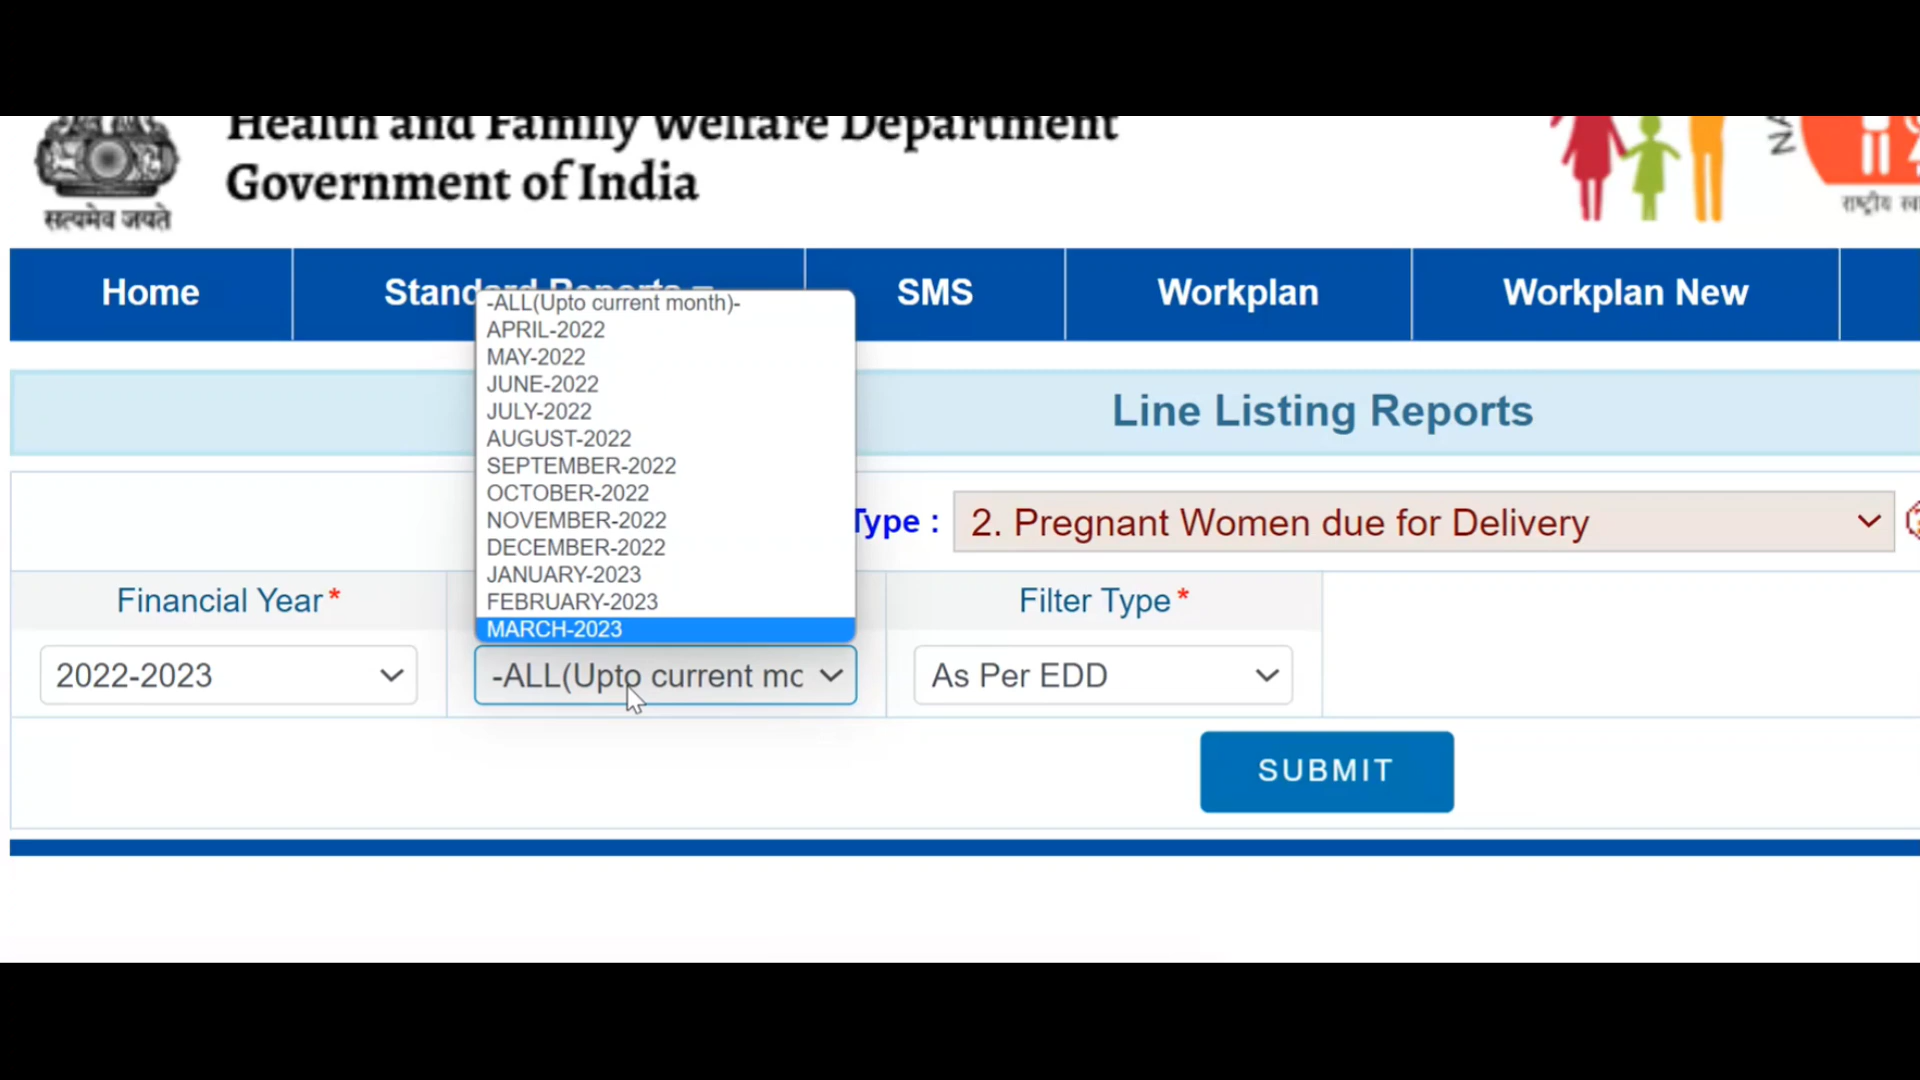 Health and Family Welfare Department
Government of India
सत्यमेव जयते
राष्ट्रीय
Home
Standard Reports
SMS
Workplan
Workplan New
-ALL(Upto current month)-
APRIL-2022
MAY-2022
JUNE-2022
JULY-2022
AUGUST-2022
SEPTEMBER-2022
OCTOBER-2022
NOVEMBER-2022
DECEMBER-2022
JANUARY-2023
FEBRUARY-2023
MARCH-2023
Line Listing Reports
Type :
2. Pregnant Women due for Delivery
Financial Year *
Filter Type *
2022-2023
-ALL(Upto current mo
As Per EDD
SUBMIT